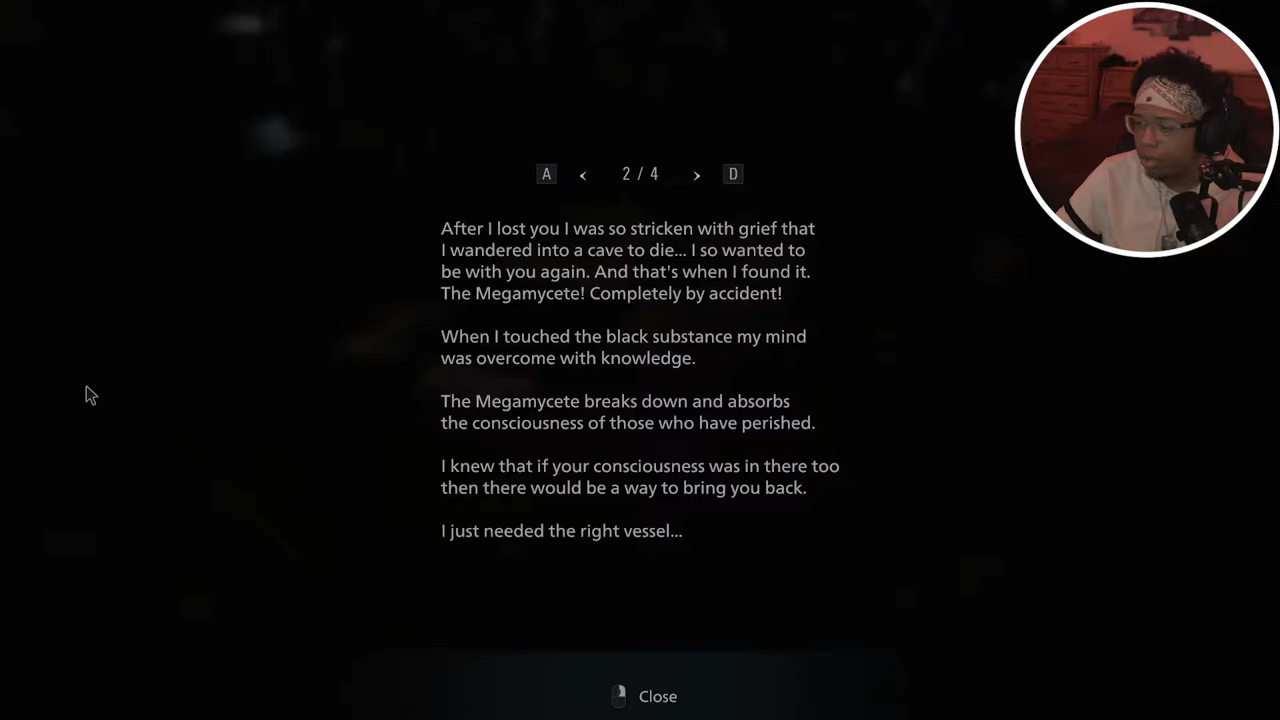 A < 2 / 4 > D
After I lost you I was so stricken with grief that
I wandered into a cave to die... I so wanted to
be with you again. And that's when I found it.
The Megamycete! Completely by accident!
When I touched the black substance my mind
was overcome with knowledge.
The Megamycete breaks down and absorbs
the consciousness of those who have perished.
I knew that if your consciousness was in there too
then there would be a way to bring you back.
I just needed the right vessel...
Close